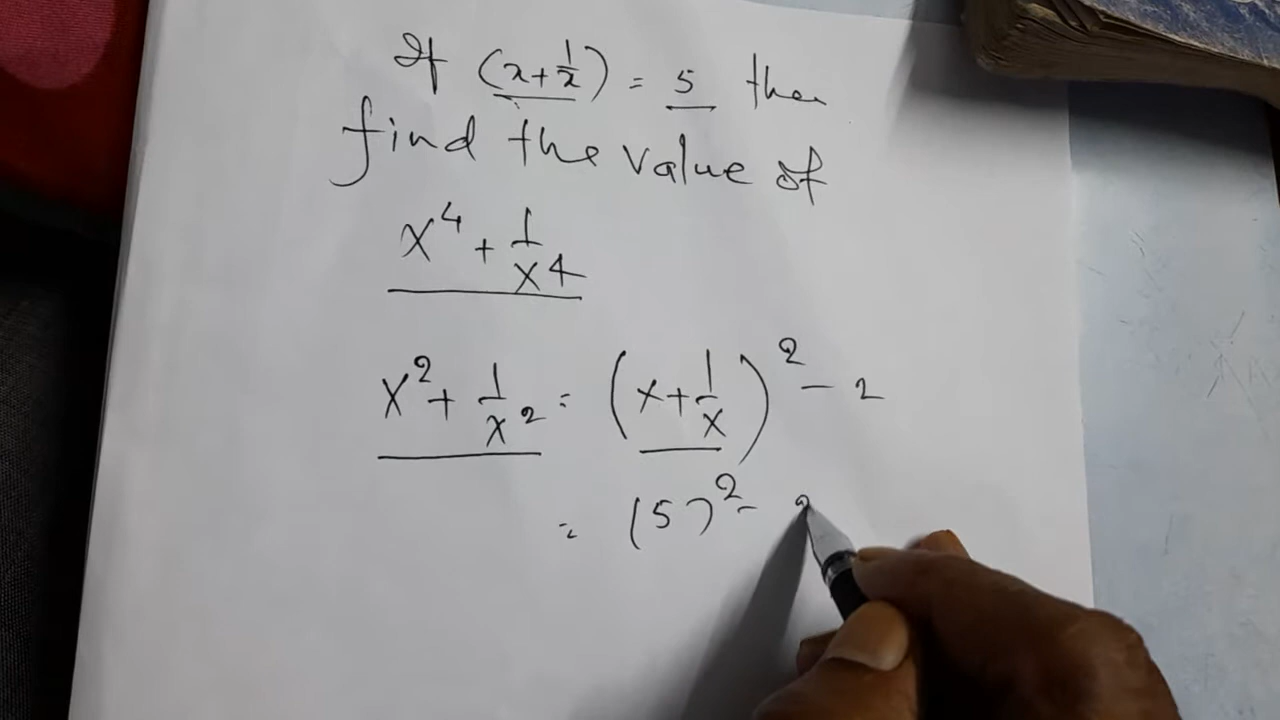 If (x+1/x) = 5 then
find the value of
x⁴ + 1/x⁴
x² + 1/x² = (x+1/x)² - 2
= (5)² -